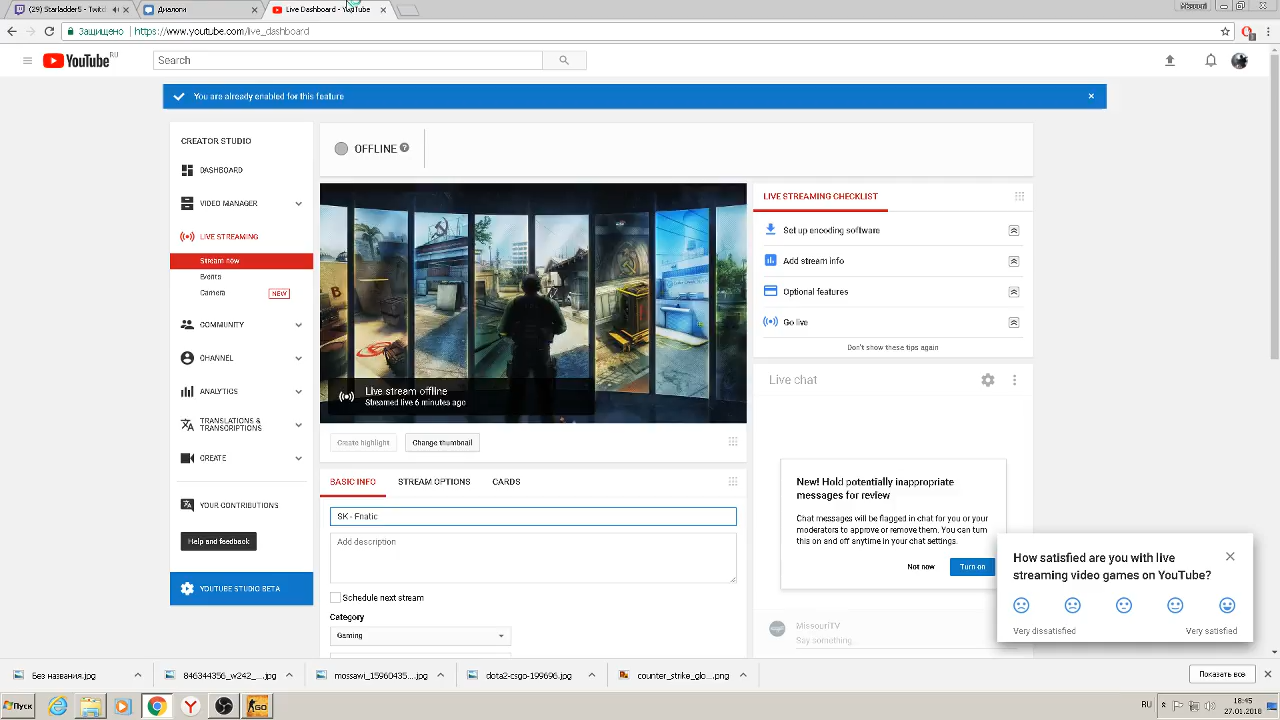 (29) Starladder5 - Twitch
Диалоги
Live Dashboard - YouTube
Missouri
Защищено
https://www.youtube.com/live_dashboard
YouTube RU
Search
You are already enabled for this feature
CREATOR STUDIO
DASHBOARD
VIDEO MANAGER
LIVE STREAMING
Stream now
Events
Camera
NEW
COMMUNITY
CHANNEL
ANALYTICS
TRANSLATIONS &
TRANSCRIPTIONS
CREATE
YOUR CONTRIBUTIONS
Help and feedback
YOUTUBE STUDIO BETA
OFFLINE
Live stream offline
Streamed live 6 minutes ago
Create highlight
Change thumbnail
BASIC INFO
STREAM OPTIONS
CARDS
SK - Fnatic
Add description
Schedule next stream
Category
Gaming
LIVE STREAMING CHECKLIST
Set up encoding software
Add stream info
Optional features
Go live
Don't show these tips again
Live chat
New! Hold potentially inappropriate
messages for review
Chat messages will be flagged in chat for you or your
moderators to approve or remove them. You can turn
this on and off anytime in your chat settings.
Not now
Turn on
MissouriTV
Say something...
How satisfied are you with live
streaming video games on YouTube?
Very dissatisfied
Very satisfied
Без названия.jpg
846344356_w242_....jpg
mossawi_15960435....jpg
dota2-csgo-199696.jpg
counter_strike_glo....png
Показать все
Пуск
GO
RU
18:45
27.01.2018